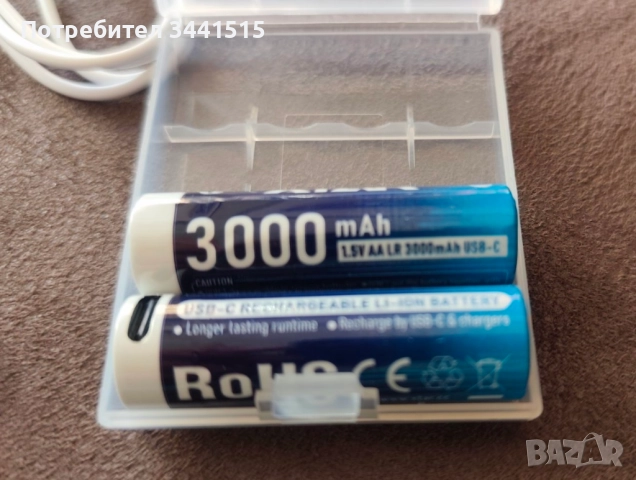 Потребител 3441515
3000 mAh
1.5V AA LR 3000mAh USB-C
CAUTION
USB-C RECHARGEABLE LI-ION BATTERY
• Longer lasting runtime • Recharge by USB-C & chargers
RoHS CE
BAZAR